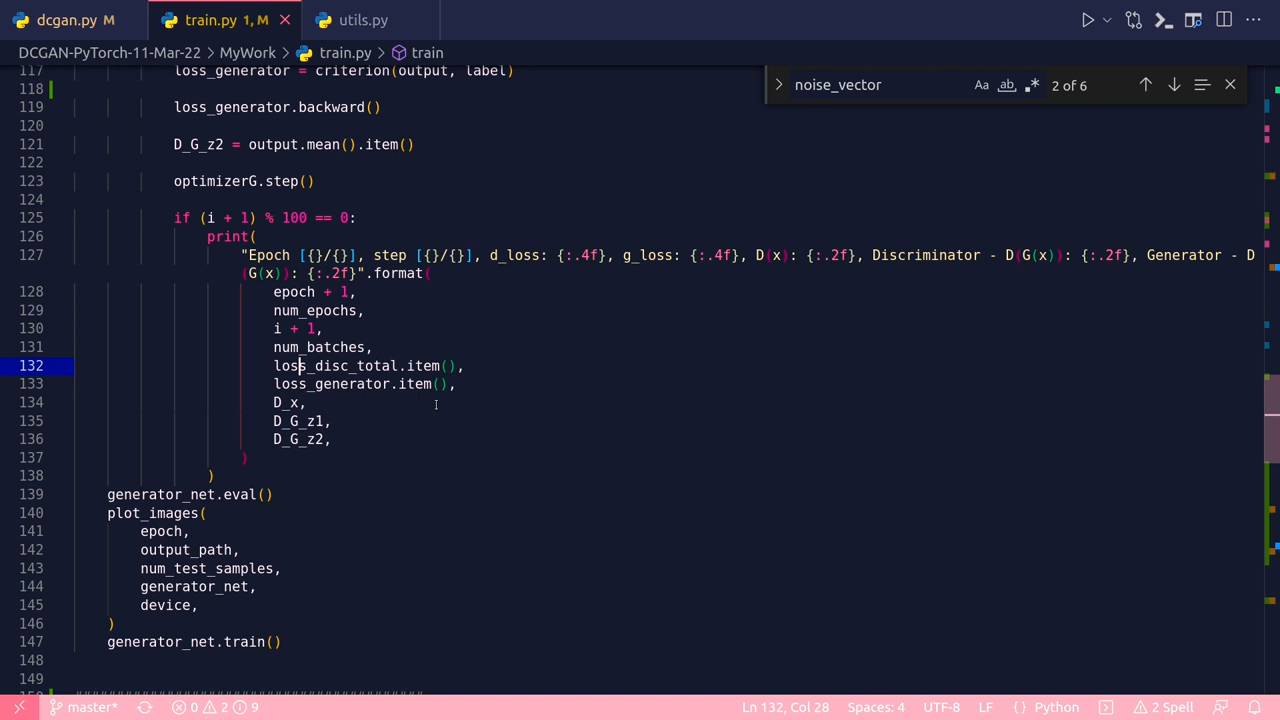 dcgan.py M train.py 1, M utils.py
DCGAN-PyTorch-11-Mar-22 > MyWork > train.py > train
noise_vector Aa ab 2 of 6
117 loss_generator = criterion(output, label)
118
119 loss_generator.backward()
120
121 D_G_z2 = output.mean().item()
122
123 optimizerG.step()
124
125 if (i + 1) % 100 == 0:
126 print(
127 "Epoch [{}/{}], step [{}/{}], d_loss: {:.4f}, g_loss: {:.4f}, D(x): {:.2f}, Discriminator - D(G(x)): {:.2f}, Generator - D
(G(x)): {:.2f}".format(
128 epoch + 1,
129 num_epochs,
130 i + 1,
131 num_batches,
132 loss_disc_total.item(),
133 loss_generator.item(),
134 D_x,
135 D_G_z1,
136 D_G_z2,
137 )
138 )
139 generator_net.eval()
140 plot_images(
141 epoch,
142 output_path,
143 num_test_samples,
144 generator_net,
145 device,
146 )
147 generator_net.train()
148
149
master* 0 2 9 Ln 132, Col 28 Spaces: 4 UTF-8 LF {} Python 2 Spell